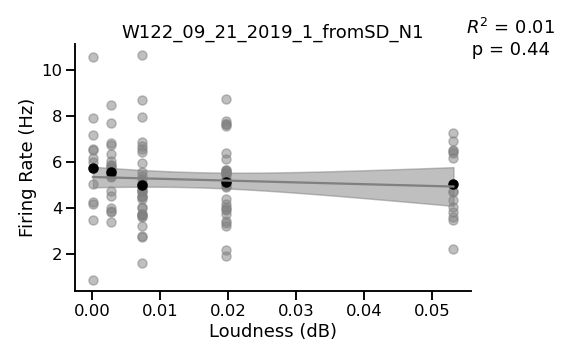 W122_09_21_2019_1_fromSD_N1
R² = 0.01
p = 0.44
Firing Rate (Hz)
10
8
6
4
2
0.00 0.01 0.02 0.03 0.04 0.05
Loudness (dB)